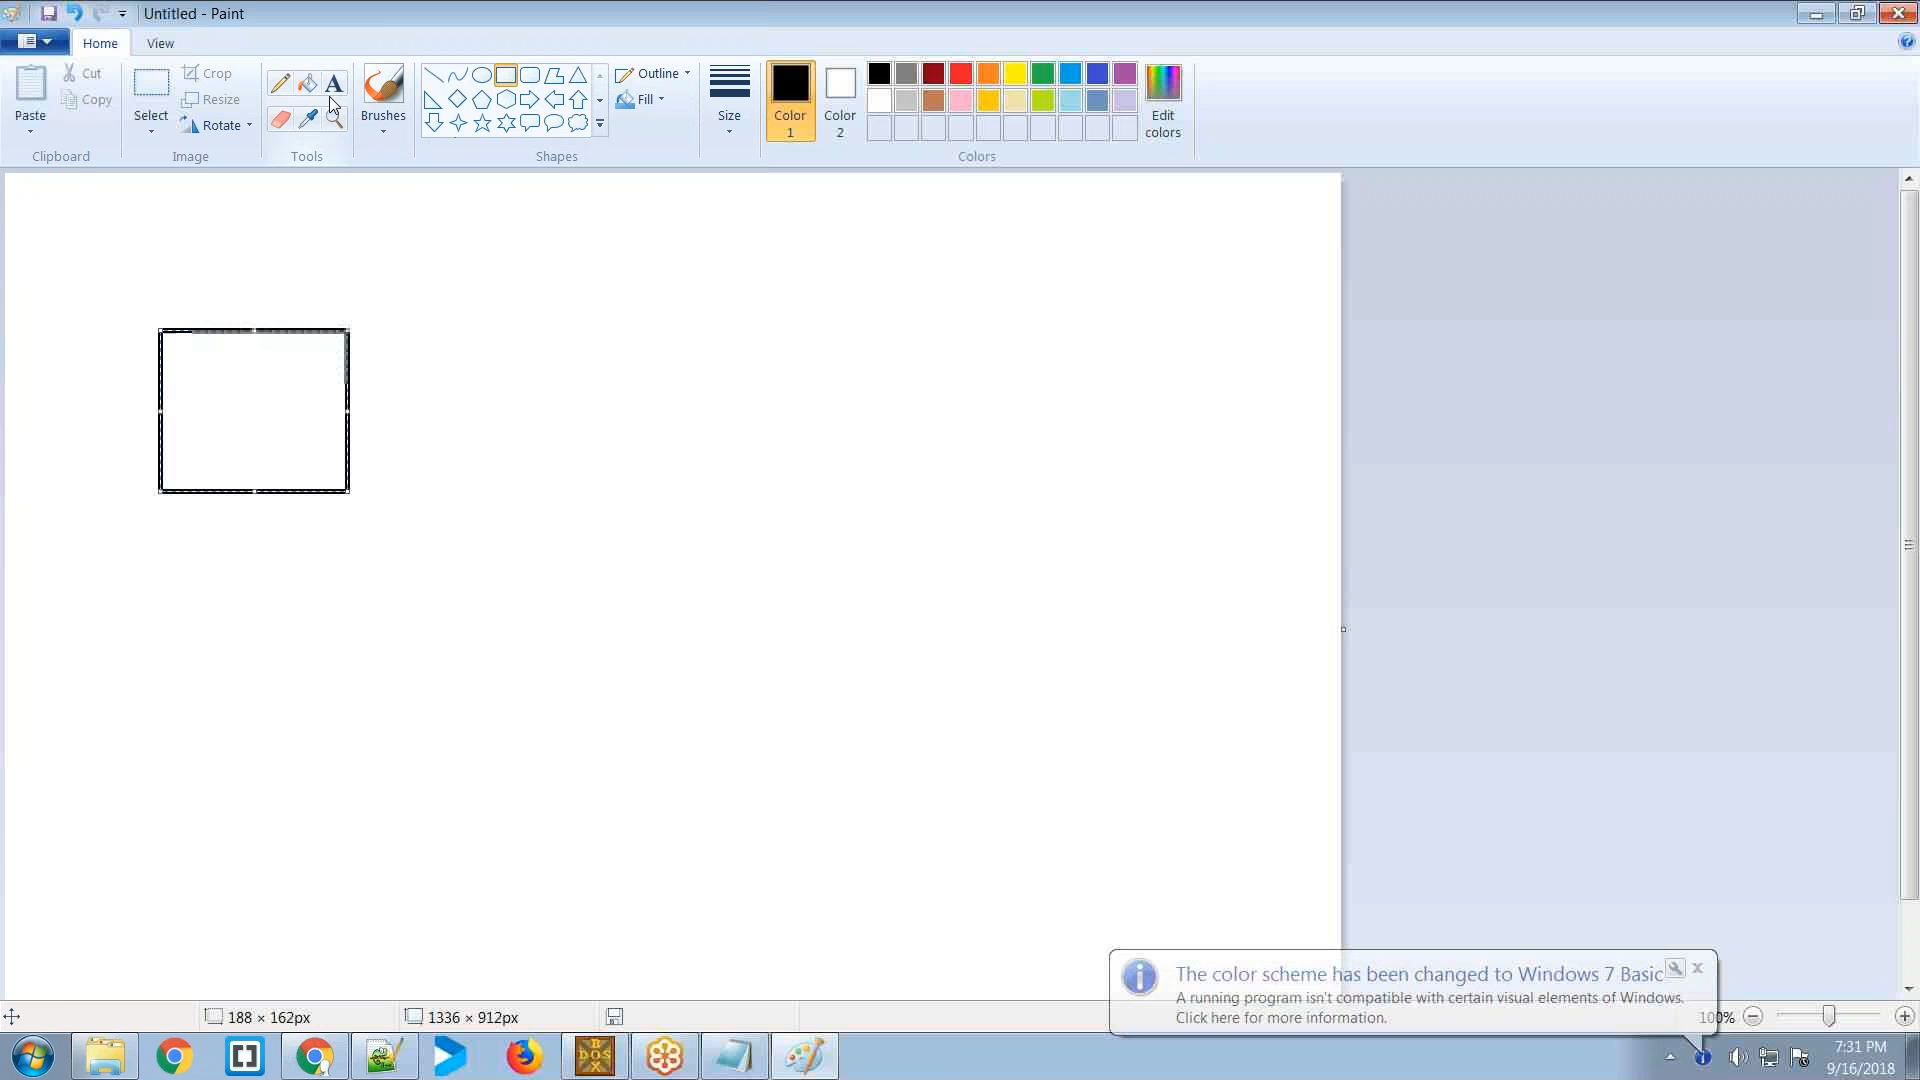 Untitled - Paint
Home
View
Paste
Cut
Copy
Clipboard
Select
Crop
Resize
Rotate
Image
A
Tools
Brushes
Outline
Fill
Shapes
Size
Color
1
Color
2
Edit
colors
Colors
The color scheme has been changed to Windows 7 Basic
A running program isn't compatible with certain visual elements of Windows.
Click here for more information.
188 × 162px
1336 × 912px
100%
7:31 PM
9/16/2018